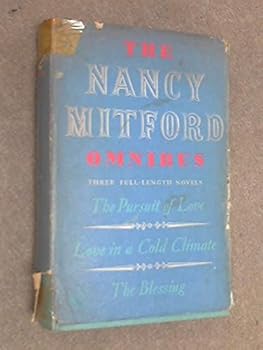 THE
NANCY
MITFORD
OMNIBUS
THREE FULL-LENGTH NOVELS
The Pursuit of Love
Love in a Cold Climate
The Blessing